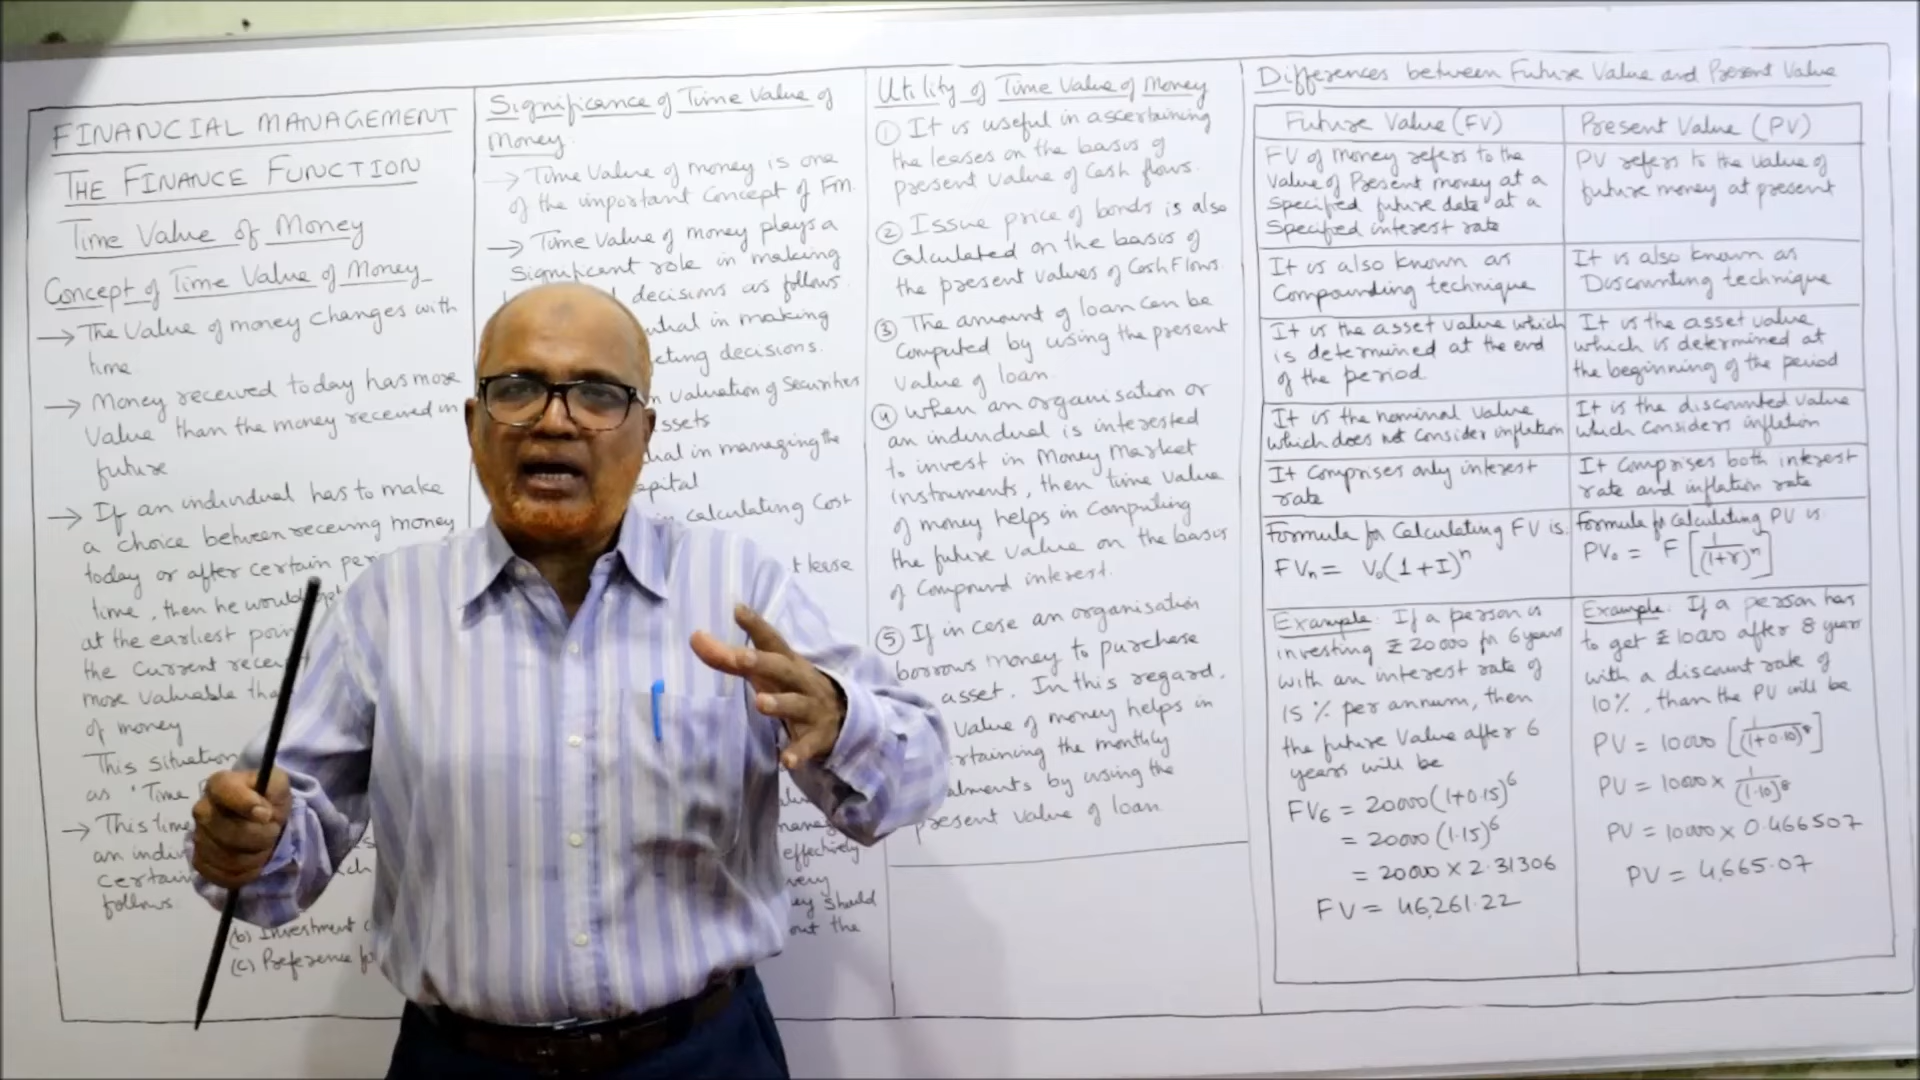 FINANCIAL MANAGEMENT
THE FINANCE FUNCTION
Time Value of Money
Concept of Time Value of Money
→ The Value of money changes with
time
→ Money received today has more
value than the money received in
future
→ If an individual has to make
a choice between receiving money
today or after certain
time, then he would
at the earliest
the current
more valuable
of money
This situation
as 'Time
→ This time
an
certain
follows
(b) Investment
(c) Preference
Significance of Time Value of
Money.
→ Time Value of money is one
of the important concept of FM.
→ Time Value of money plays a
significant role in making
decisions as follows.
in making
decisions.
valuation of Securities
in managing the
calculating Cost
lease
effectively
very
should
out the
Utility of Time Value of Money
① It is useful in ascertaining
the leases on the basis of
present value of Cash flows.
② Issue price of bonds is also
calculated on the basis of
the present values of Cash Flows.
③ The amount of loan can be
computed by using the present
value of loan.
④ When an organisation or
an individual is interested
to invest in Money Market
instruments, then time value
of money helps in Computing
the future value on the basis
of Compound interest.
⑤ If in case an organisation
borrows money to purchase
asset. In this regard,
Value of money helps in
the monthly
by using the
present value of loan
Differences between Future Value and Present Value
Future Value (FV)
Present Value (PV)
FV of money refers to the
value of Present money at a
specified future date at a
specified interest rate
PV refers to the value of
future money at present
It is also known as
Compounding technique
It is also known as
Discounting technique
It is the asset value which
is determined at the end
of the period
It is the asset value
which is determined at
the beginning of the period
It is the nominal value
which does not consider infletion
It is the discounted value
which considers infletion
It Comprises only interest
rate
It comprises both interest
rate and inflation rate
Formula for Calculating FV is
FVn = V₀(1+I)ⁿ
Formula for Calculating PV is
PV₀ = F [1/(1+r)ⁿ]
Example: If a person is
investing ₹ 20000 for 6 years
with an interest rate of
15 % per annum, then
the future value after 6
years will be
FV6 = 20000(1+0.15)⁶
= 20000(1.15)⁶
= 20000 × 2.31306
FV = 46,261.22
Example: If a person has
to get ₹ 10000 after 8 years
with a discount rate of
10%, than the PV will be
PV = 10000 [1/(1+0.10)⁸]
PV = 10000 × 1/(1.10)⁸
PV = 10000 × 0.466507
PV = 4,665.07